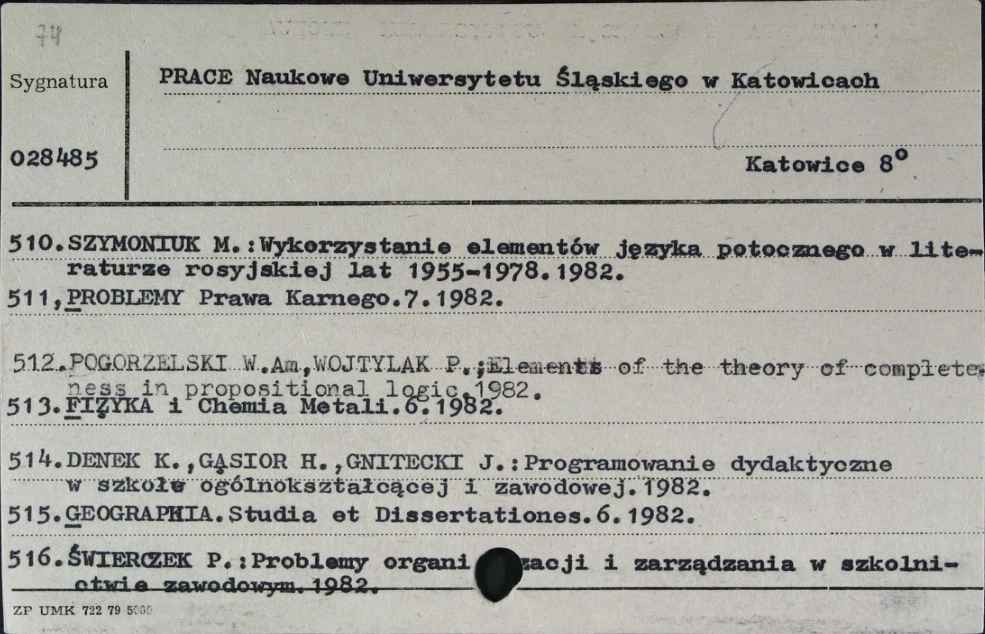 74
Sygnatura
PRACE Naukowe Uniwersytetu Śląskiego w Katowicach
028485
Katowice 8°
510.SZYMONIUK M.:Wykorzystanie elementów języka potocznego w lite-
raturze rosyjskiej lat 1955-1978.1982.
511,PROBLEMY Prawa Karnego.7.1982.
512.POGORZELSKI W.Am,WOJTYLAK P.;Elements of the theory of complete-
ness in propositional logic.1982.
513.FIZYKA i Chemia Metali.6.1982.
514.DENEK K.,GĄSIOR H.,GNITECKI J.:Programowanie dydaktyczne
w szkole ogólnokształcącej i zawodowej.1982.
515.GEOGRAPHIA.Studia et Dissertationes.6.1982.
516.ŚWIERCZEK P.:Problemy organi zacji i zarządzania w szkolni-
ctwie zawodowym.1982.
ZP UMK 722 79 5000